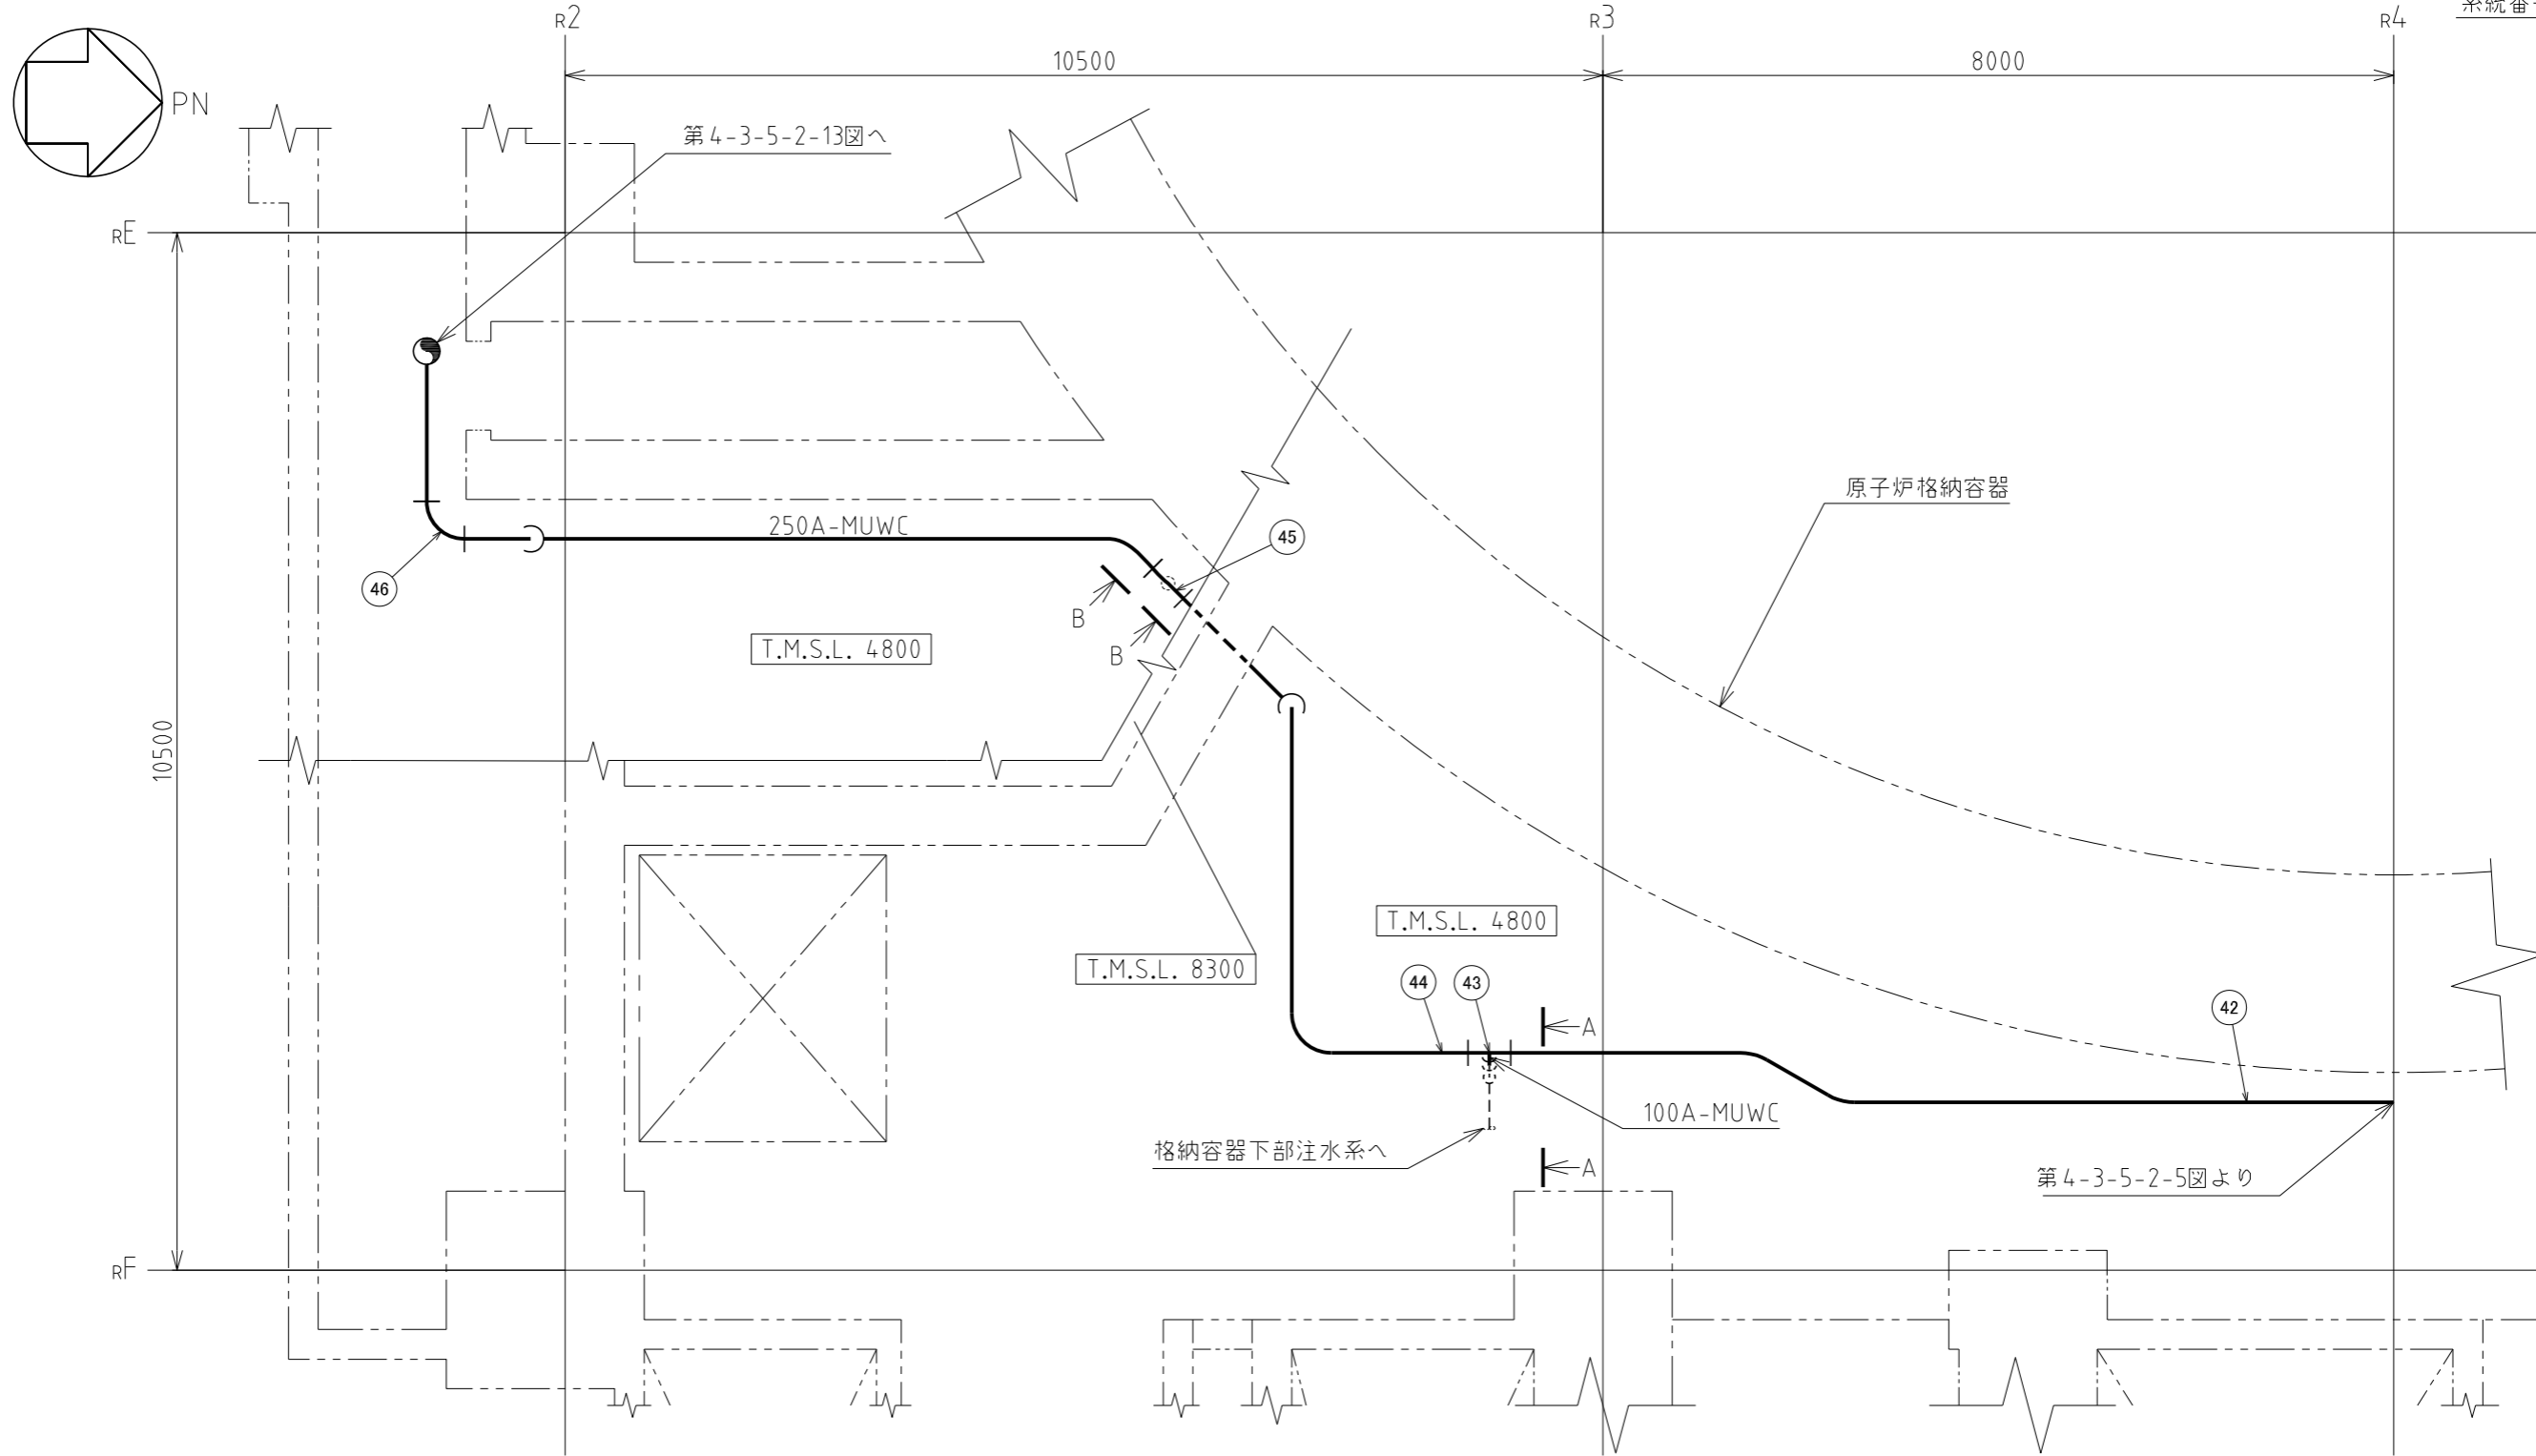 R2
R3
R4
10500
8000
PN
第4-3-5-2-13図へ
RE
原子炉格納容器
250A-MUWC
45
46
B
B
T.M.S.L. 4800
10500
T.M.S.L. 4800
T.M.S.L. 8300
44
43
42
A
100A-MUWC
格納容器下部注水系へ
A
第4-3-5-2-5図より
RF